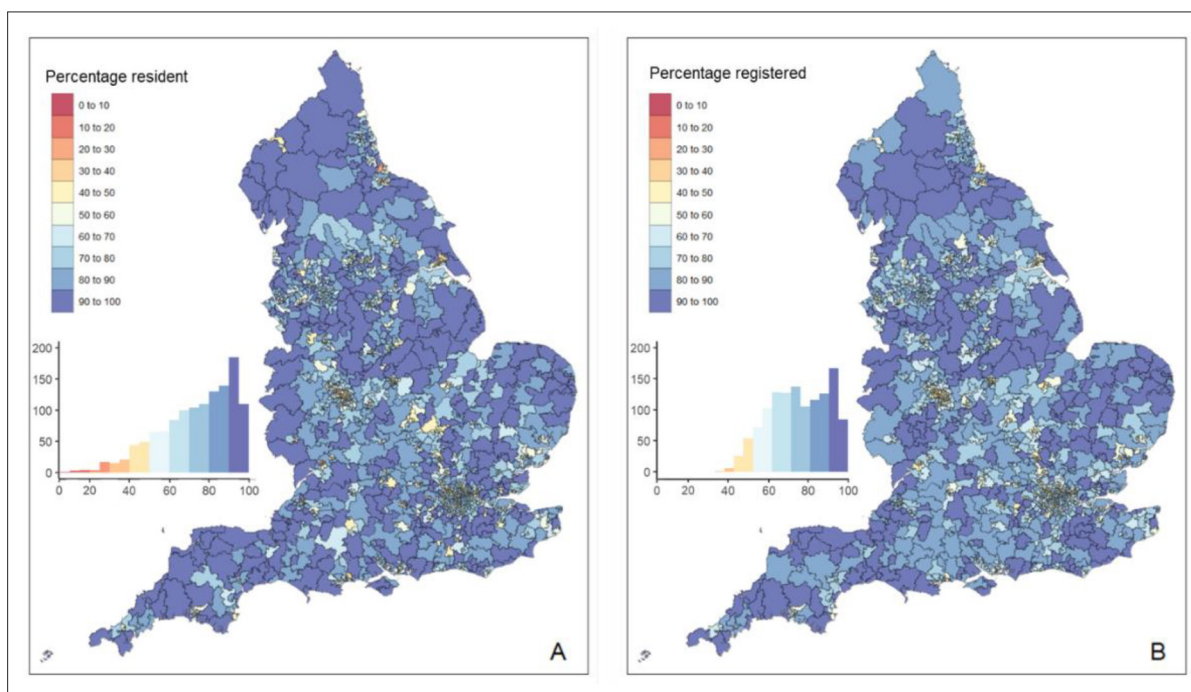 Percentage resident
0 to 10
10 to 20
20 to 30
30 to 40
40 to 50
50 to 60
60 to 70
70 to 80
80 to 90
90 to 100
200
150
100
50
0
0 20 40 60 80 100
A
Percentage registered
0 to 10
10 to 20
20 to 30
30 to 40
40 to 50
50 to 60
60 to 70
70 to 80
80 to 90
90 to 100
200
150
100
50
0
0 20 40 60 80 100
B